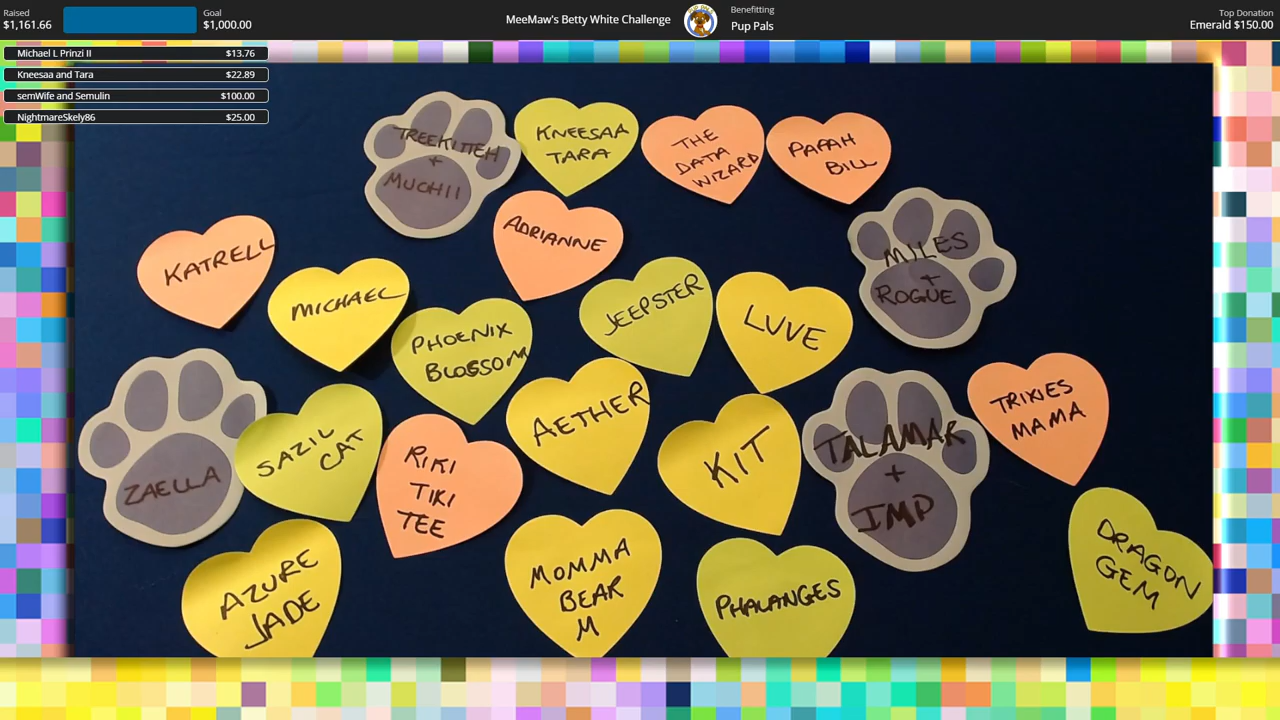 Raised
$1,161.66
Goal
$1,000.00
MeeMaw's Betty White Challenge
PUP PALS
Benefitting
Pup Pals
Top Donation
Emerald $150.00
Michael L Prinzi II $13.76
Kneesaa and Tara $22.89
semWife and Semulin $100.00
NightmareSkely86 $25.00
TREEKITTEH
+
MUCHII
KNEESAA
TARA
THE
DATA
WIZARD
PAPAH
BILL
KATRELL
ADRIANNE
MILES
+
ROGUE
MICHAEL
PHOENIX
BLOSSOM
JEEPSTER
LUVE
ZAELLA
SAZIL
CAT
RIKI
TIKI
TEE
AETHER
KIT
TALAMAR
+
IMP
TRIXIES
MAMA
AZURE
JADE
MOMMA
BEAR
M
PHALANGES
DRAGON
GEM